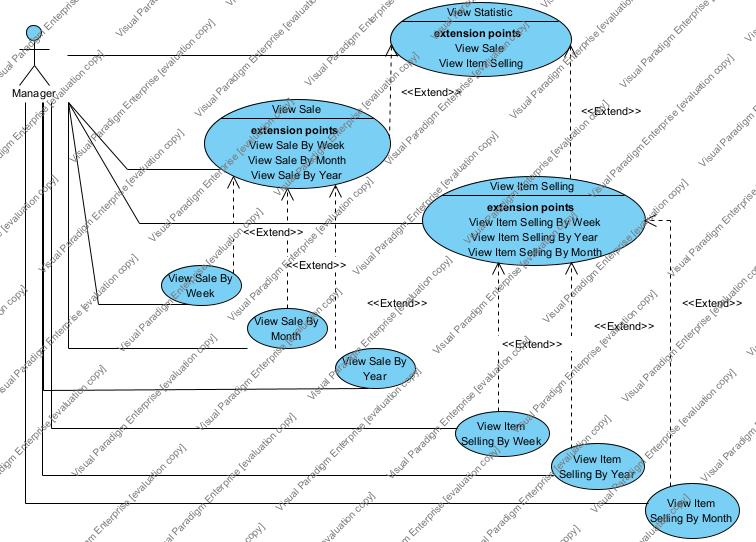 View Statistic
extension points
View Sale
View Item Selling
Manager
<<Extend>>
<<Extend>>
View Sale
extension points
View Sale By Week
View Sale By Month
View Sale By Year
View Item Selling
extension points
View Item Selling By Week
View Item Selling By Year
View Item Selling By Month
<<Extend>>
<<Extend>>
View Sale By
Week
<<Extend>>
<<Extend>>
View Sale By
Month
<<Extend>>
<<Extend>>
View Sale By
Year
View Item
Selling By Week
View Item
Selling By Year
View Item
Selling By Month
Visual Paradigm Enterprise [evaluation copy]